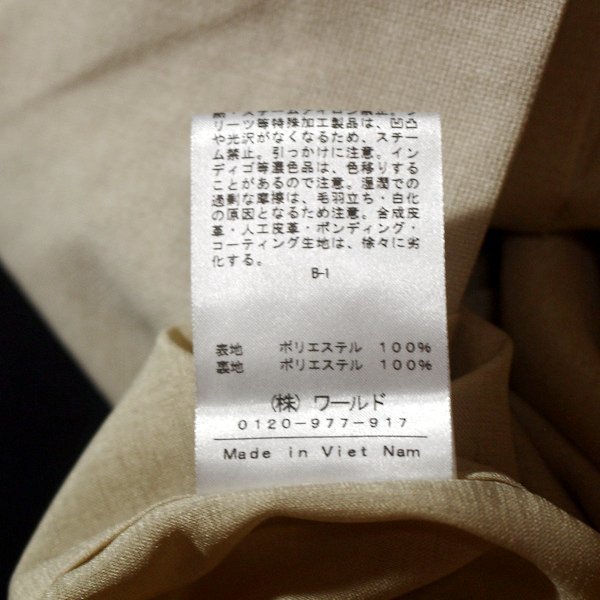 リーツ等特殊加工製品は、凹凸
や光沢がなくなるため、スチー
ム禁止。引っかけに注意。イン
ディゴ等濃色品は、色移りする
ことがあるので注意。湿潤での
過剰な摩擦は、毛羽立ち・白化
の原因となるため注意。合成皮
革・人工皮革・ボンディング・
コーティング生地は、徐々に劣
化する。
B-1
表地 ポリエステル 100%
裏地 ポリエステル 100%
(株) ワールド
0120-977-917
Made in Viet Nam